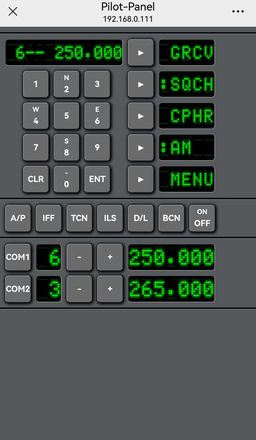 Pilot-Panel
192.168.0.111
6-- 250.000 ► GRCV
1 N 2 3 ► :SQCH
W 4 5 E 6 ► CPHR
7 S 8 9 ► :AM
CLR - 0 ENT ► MENU
A/P IFF TCN ILS D/L BCN ON OFF
COM1 6 - + 250.000
COM2 3 - + 265.000